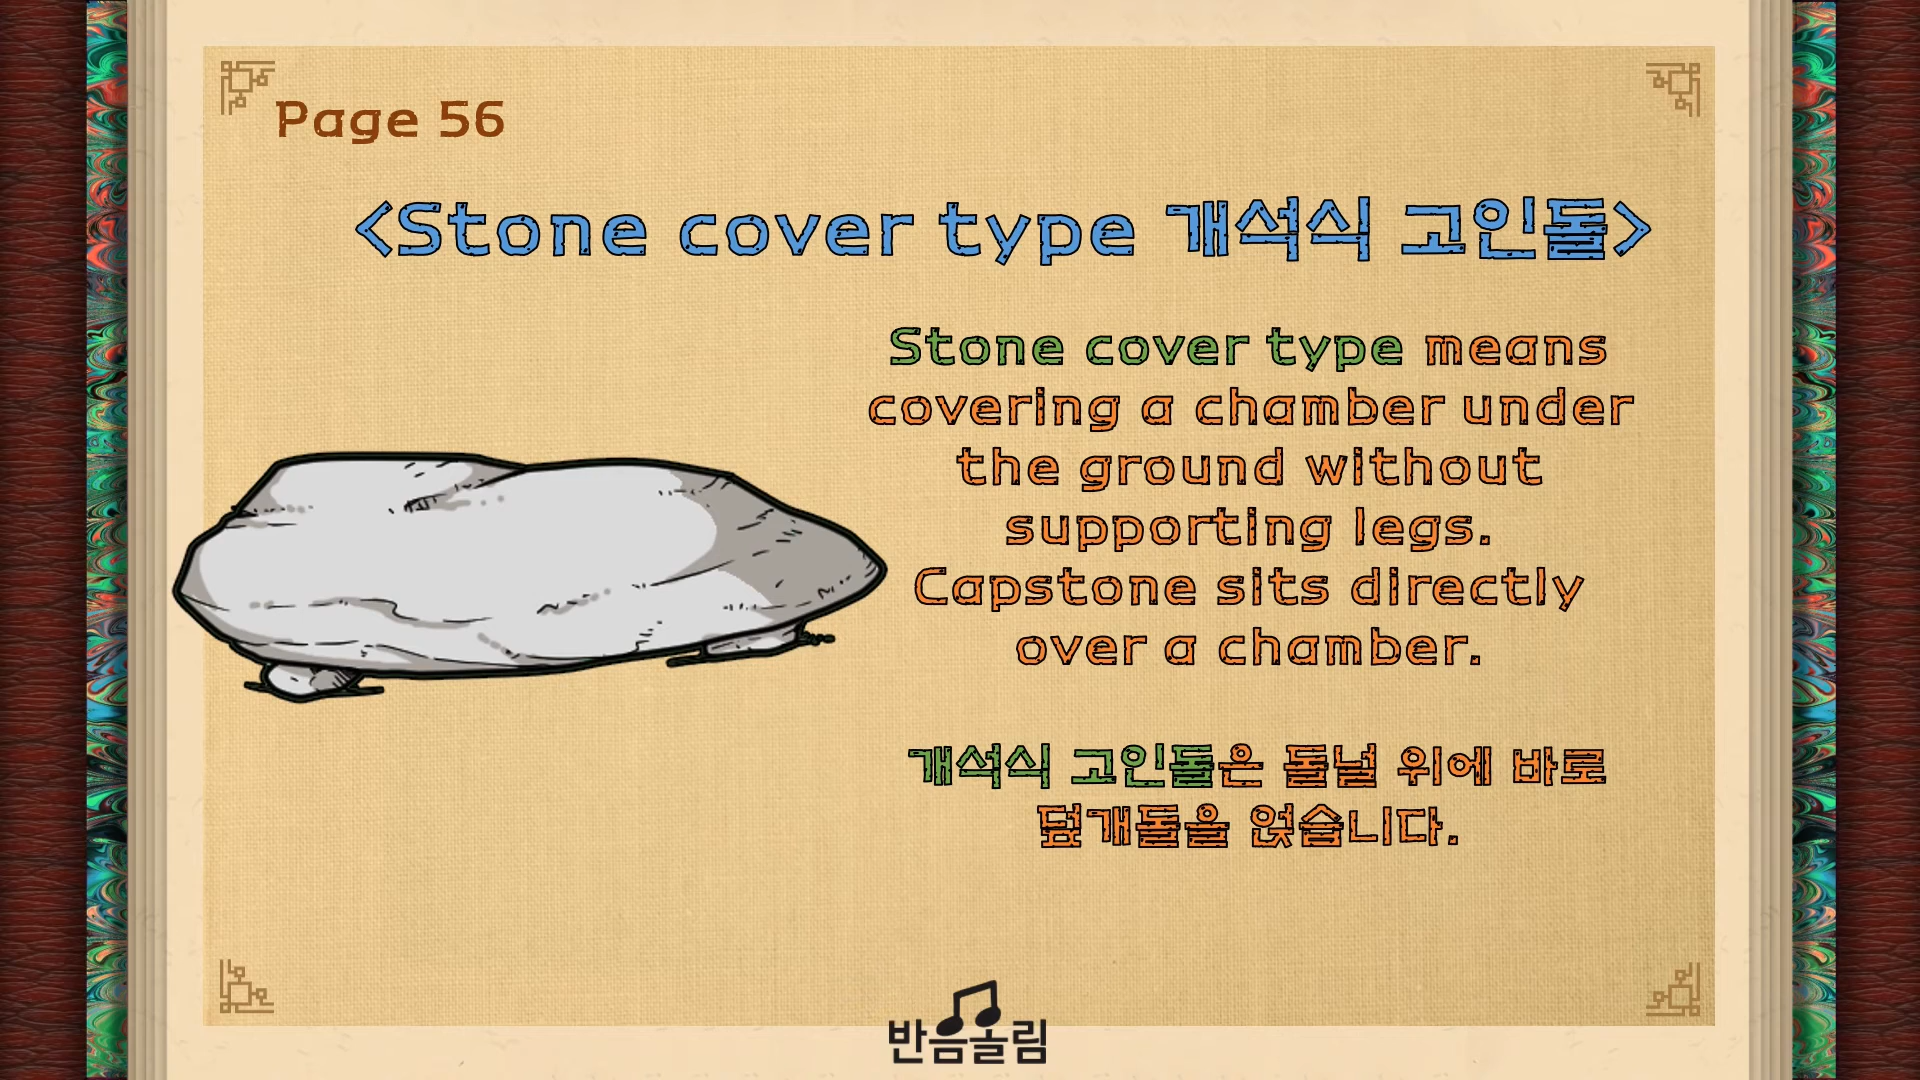 Page 56
<Stone cover type 개석식 고인돌>
Stone cover type means
covering a chamber under
the ground without
supporting legs.
Capstone sits directly
over a chamber.
개석식 고인돌은 돌널 위에 바로
덮개돌을 얹습니다.
반음올림